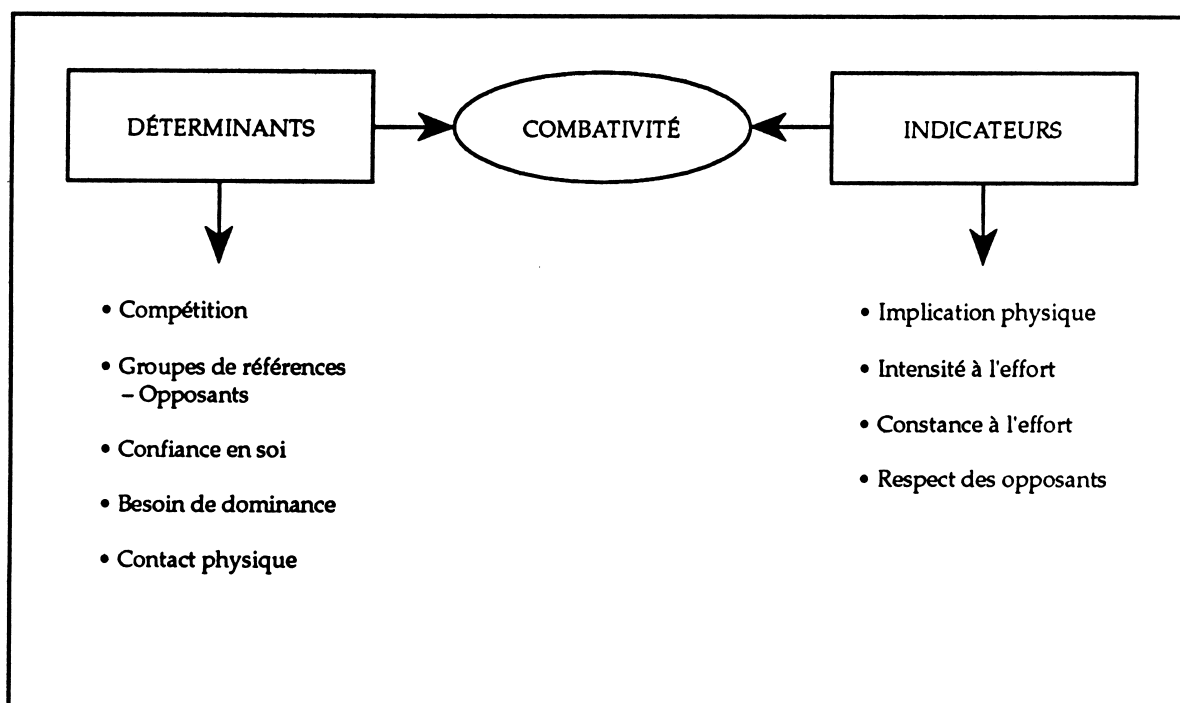 DÉTERMINANTS
COMBATIVITÉ
INDICATEURS
• Compétition
• Groupes de références
– Opposants
• Confiance en soi
• Besoin de dominance
• Contact physique
• Implication physique
• Intensité à l'effort
• Constance à l'effort
• Respect des opposants